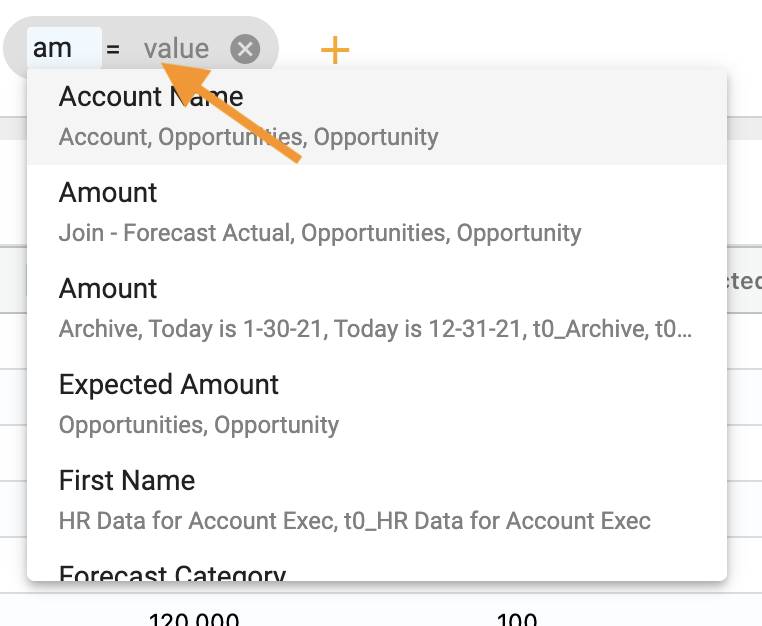 am = value
Account Name
Account, Opportunities, Opportunity
Amount
Join - Forecast Actual, Opportunities, Opportunity
Amount
Archive, Today is 1-30-21, Today is 12-31-21, t0_Archive, t0...
Expected Amount
Opportunities, Opportunity
First Name
HR Data for Account Exec, t0_HR Data for Account Exec
Forecast Category
120,000 100